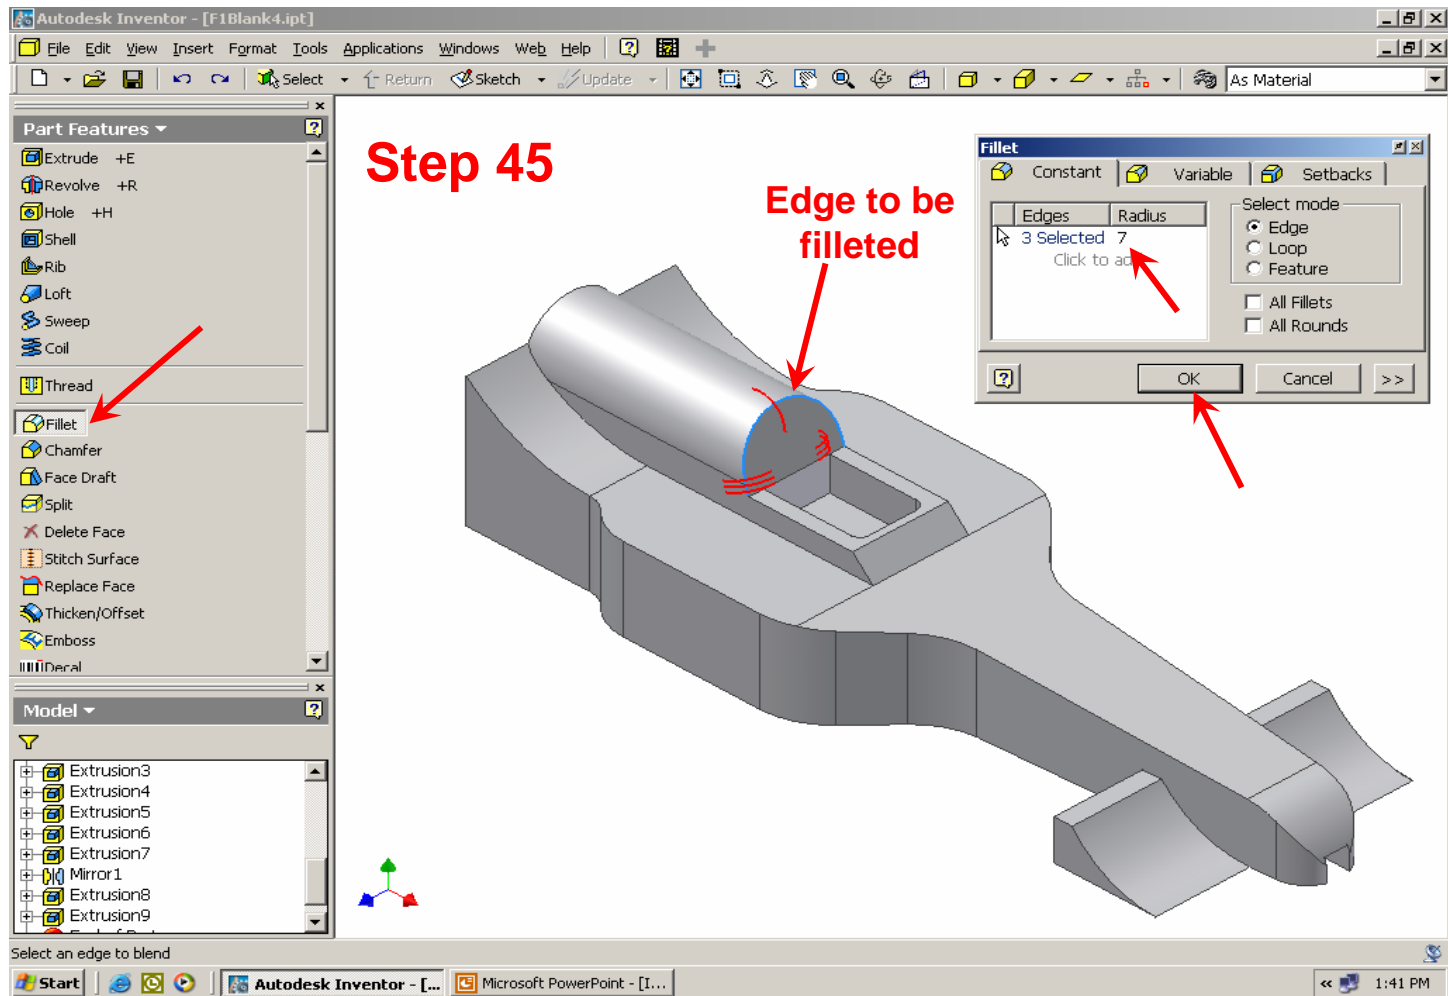 Autodesk Inventor - [F1Blank4.ipt]
File Edit View Insert Format Tools Applications Windows Web Help
Select Return Sketch Update As Material
Part Features
Extrude +E
Revolve +R
Hole +H
Shell
Rib
Loft
Sweep
Coil
Thread
Fillet
Chamfer
Face Draft
Split
Delete Face
Stitch Surface
Replace Face
Thicken/Offset
Emboss
Decal
Model
Extrusion3
Extrusion4
Extrusion5
Extrusion6
Extrusion7
Mirror1
Extrusion8
Extrusion9
Step 45
Edge to be
filleted
Fillet
Constant Variable Setbacks
Edges Radius
3 Selected 7
Click to ad
Select mode
Edge
Loop
Feature
All Fillets
All Rounds
OK Cancel >>
Select an edge to blend
Start Autodesk Inventor - [... Microsoft PowerPoint - [I... « 1:41 PM